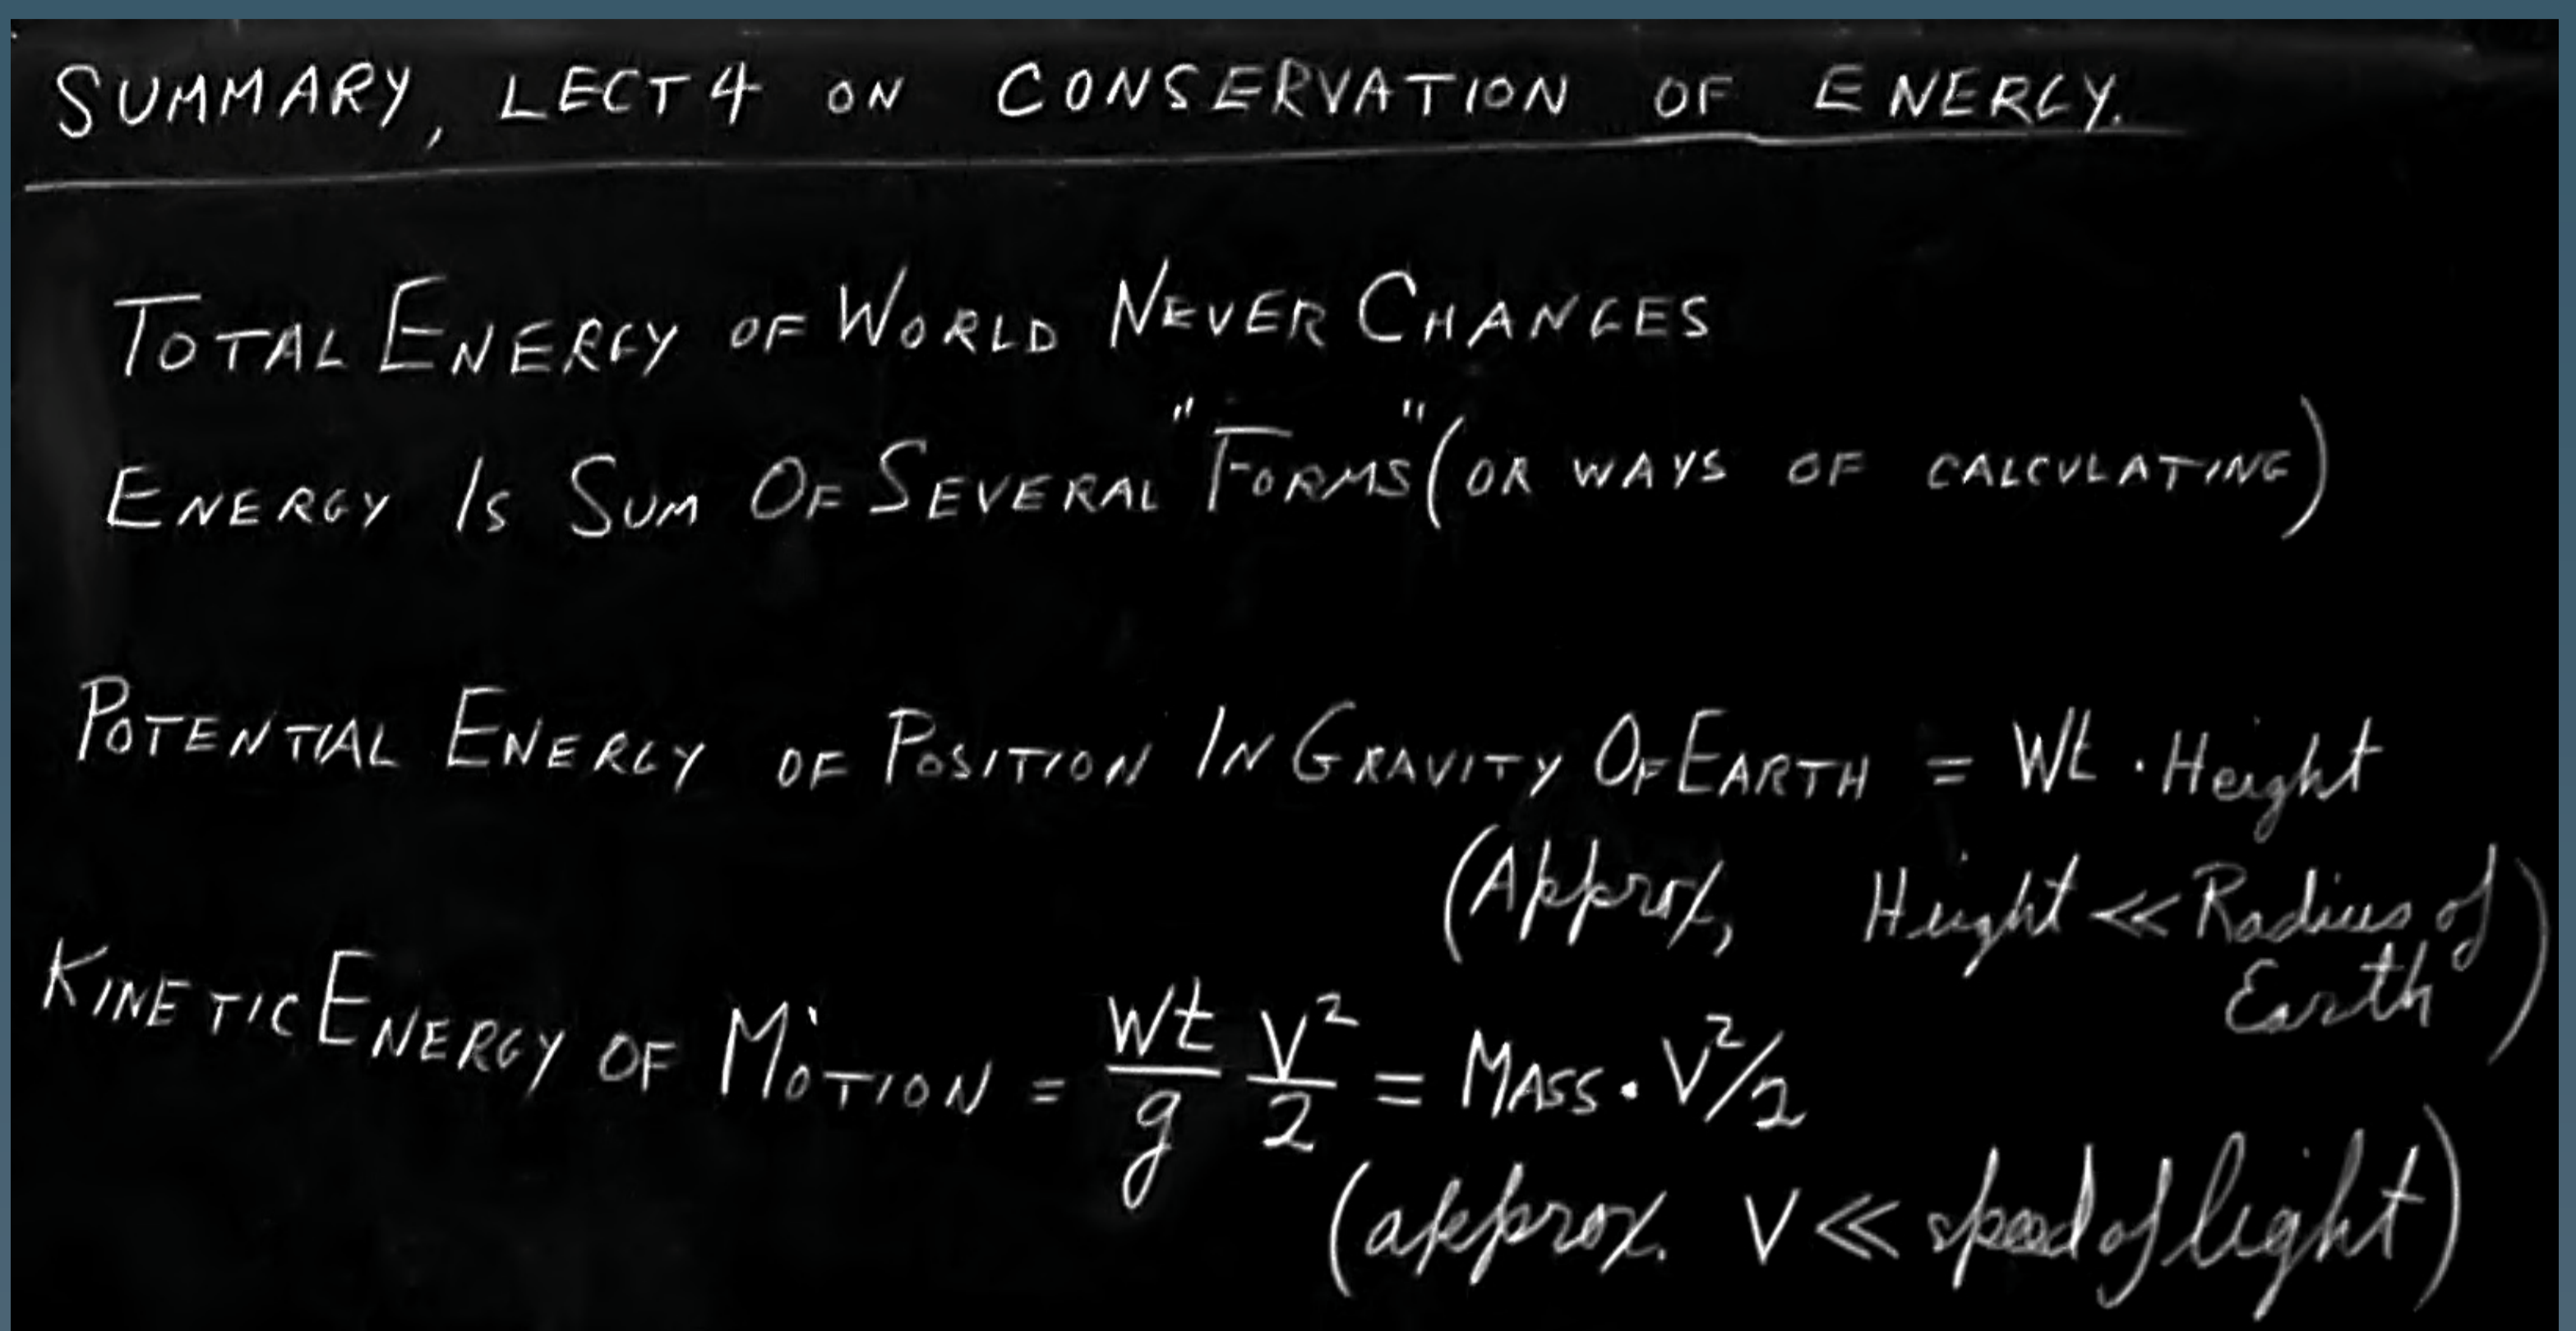 SUMMARY, LECT 4 ON CONSERVATION OF ENERGY.
TOTAL ENERGY OF WORLD NEVER CHANGES
ENERGY IS SUM OF SEVERAL "FORMS" (OR WAYS OF CALCULATING)
POTENTIAL ENERGY OF POSITION IN GRAVITY OF EARTH = Wt · Height
(Approx, Height << Radius of
Earth)
KINETIC ENERGY OF MOTION = Wt/g V²/2 = MASS · V²/2
(approx. V << speed of light)